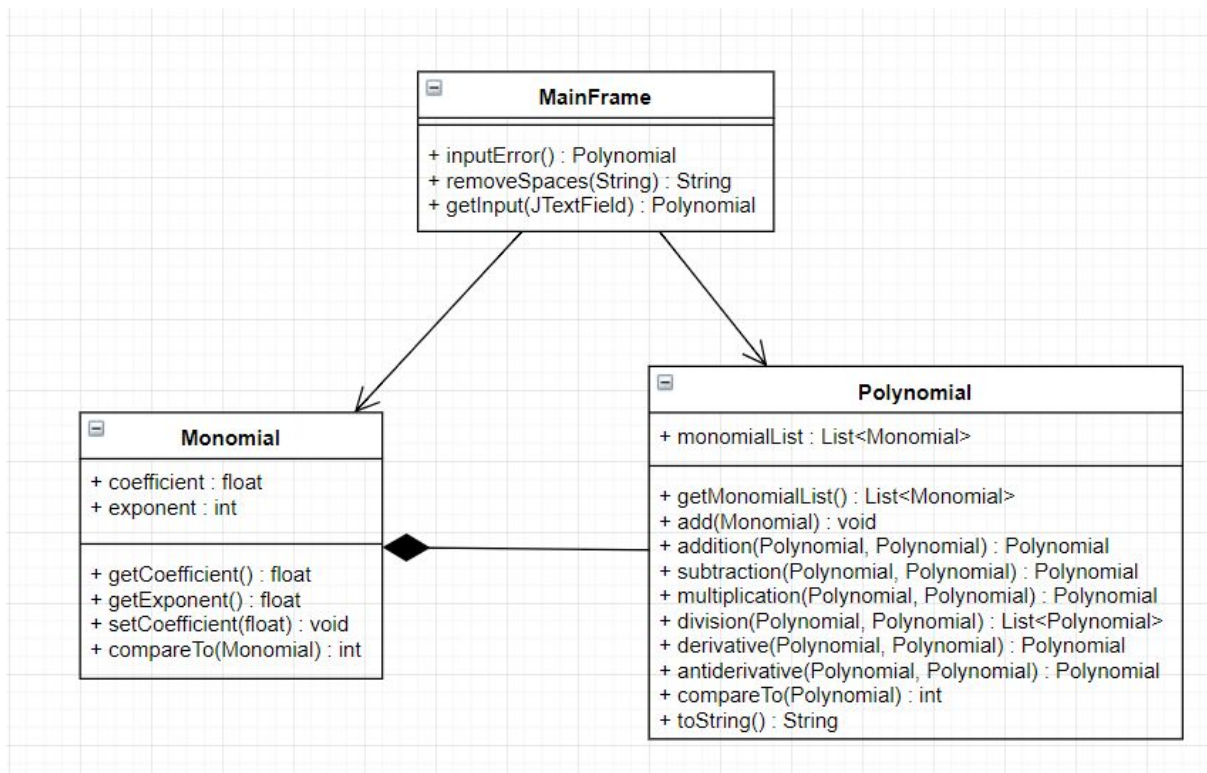 MainFrame
+ inputError() : Polynomial
+ removeSpaces(String) : String
+ getInput(JTextField) : Polynomial
Monomial
+ coefficient : float
+ exponent : int
+ getCoefficient() : float
+ getExponent() : float
+ setCoefficient(float) : void
+ compareTo(Monomial) : int
Polynomial
+ monomialList : List<Monomial>
+ getMonomialList() : List<Monomial>
+ add(Monomial) : void
+ addition(Polynomial, Polynomial) : Polynomial
+ subtraction(Polynomial, Polynomial) : Polynomial
+ multiplication(Polynomial, Polynomial) : Polynomial
+ division(Polynomial, Polynomial) : List<Polynomial>
+ derivative(Polynomial, Polynomial) : Polynomial
+ antiderivative(Polynomial, Polynomial) : Polynomial
+ compareTo(Polynomial) : int
+ toString() : String